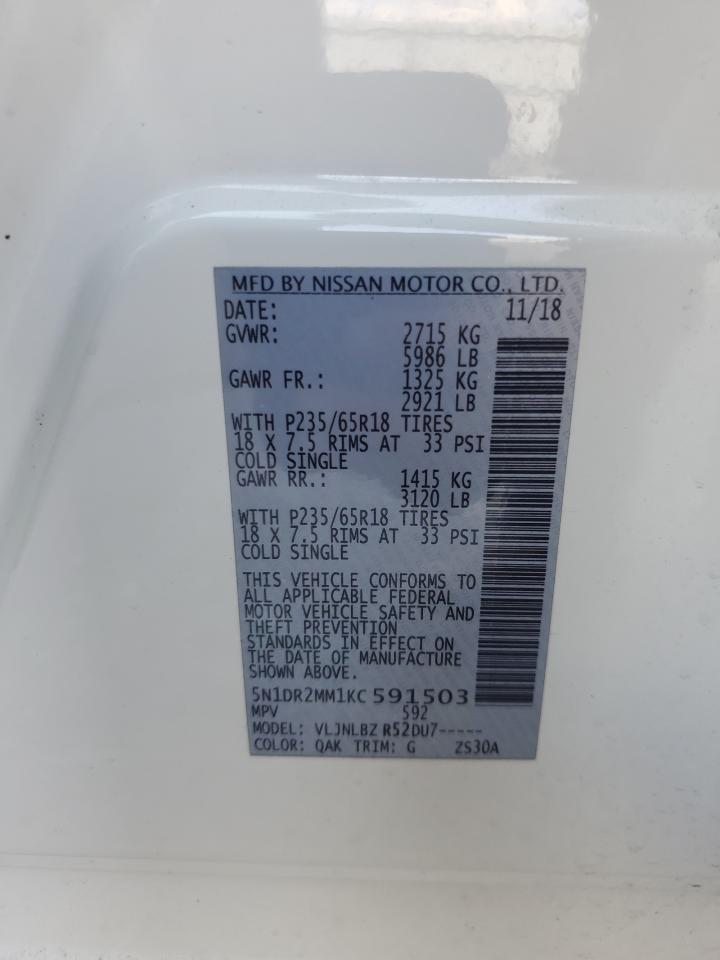 MFD BY NISSAN MOTOR CO., LTD.
DATE: 11/18
GVWR: 2715 KG
5986 LB
GAWR FR.: 1325 KG
2921 LB
WITH P235/65R18 TIRES
18 X 7.5 RIMS AT 33 PSI
COLD SINGLE
GAWR RR.: 1415 KG
3120 LB
WITH P235/65R18 TIRES
18 X 7.5 RIMS AT 33 PSI
COLD SINGLE
THIS VEHICLE CONFORMS TO
ALL APPLICABLE FEDERAL
MOTOR VEHICLE SAFETY AND
THEFT PREVENTION
STANDARDS IN EFFECT ON
THE DATE OF MANUFACTURE
SHOWN ABOVE.
5N1DR2MM1KC 591503
MPV 592
MODEL: VLJNLBZ R52DU7-----
COLOR: QAK TRIM: G ZS30A